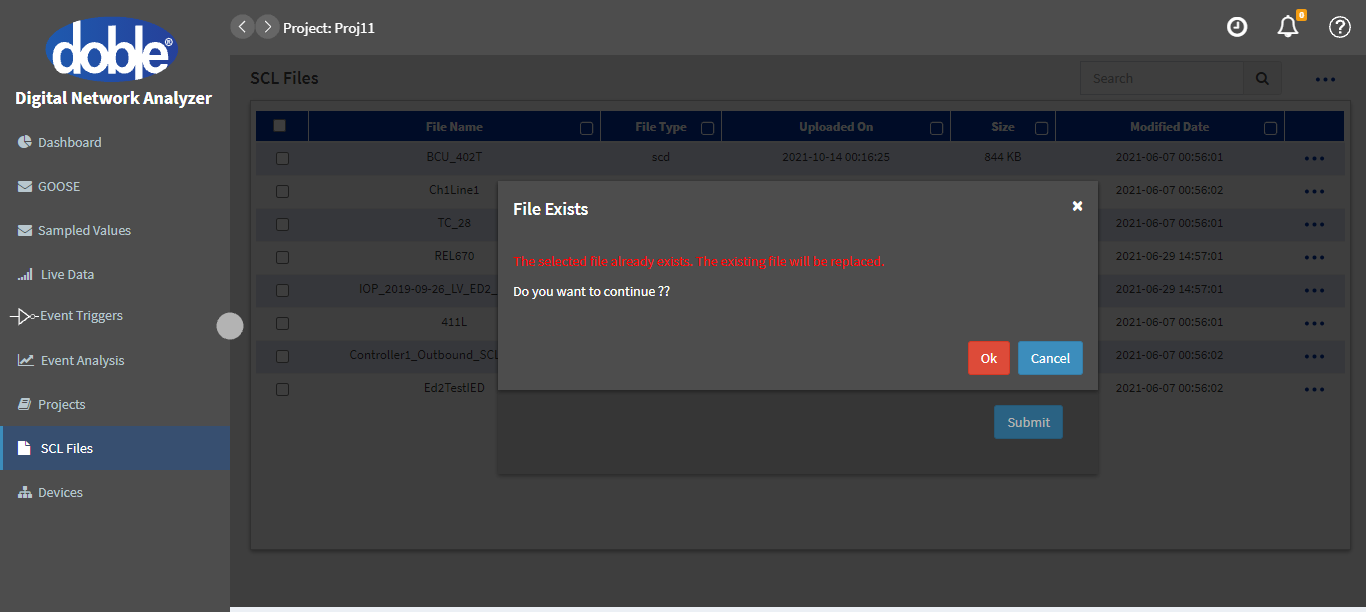 doble®
Digital Network Analyzer
Dashboard
GOOSE
Sampled Values
Live Data
Event Triggers
Event Analysis
Projects
SCL Files
Devices
Project: Proj11
0
SCL Files
Search
File Name File Type Uploaded On Size Modified Date
BCU_402T scd 2021-10-14 00:16:25 844 KB 2021-06-07 00:56:01
Ch1Line1 2021-06-07 00:56:02
TC_28 2021-06-07 00:56:01
REL670 2021-06-29 14:57:01
IOP_2019-09-26_LV_ED2_ 2021-06-29 14:57:01
411L 2021-06-07 00:56:01
Controller1_Outbound_SCL 2021-06-07 00:56:02
Ed2TestIED 2021-06-07 00:56:02
File Exists
The selected file already exists. The existing file will be replaced.
Do you want to continue ??
Ok Cancel
Submit